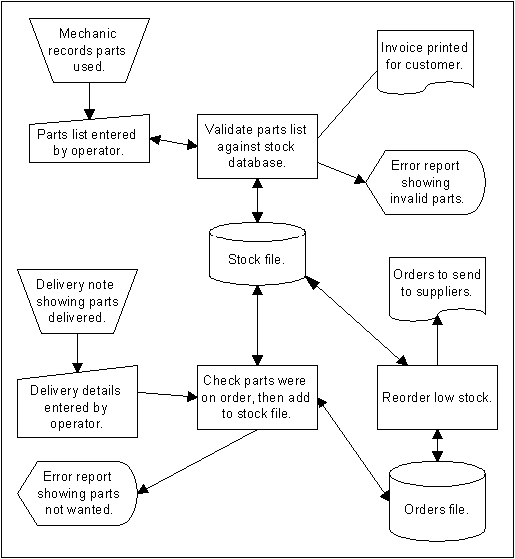 Mechanic
records parts
used.
Invoice printed
for customer.
Parts list entered
by operator.
Validate parts list
against stock
database.
Error report
showing
invalid parts.
Stock file.
Delivery note
showing parts
delivered.
Orders to send
to suppliers.
Delivery details
entered by
operator.
Check parts were
on order, then add
to stock file.
Reorder low stock.
Error report
showing parts
not wanted.
Orders file.